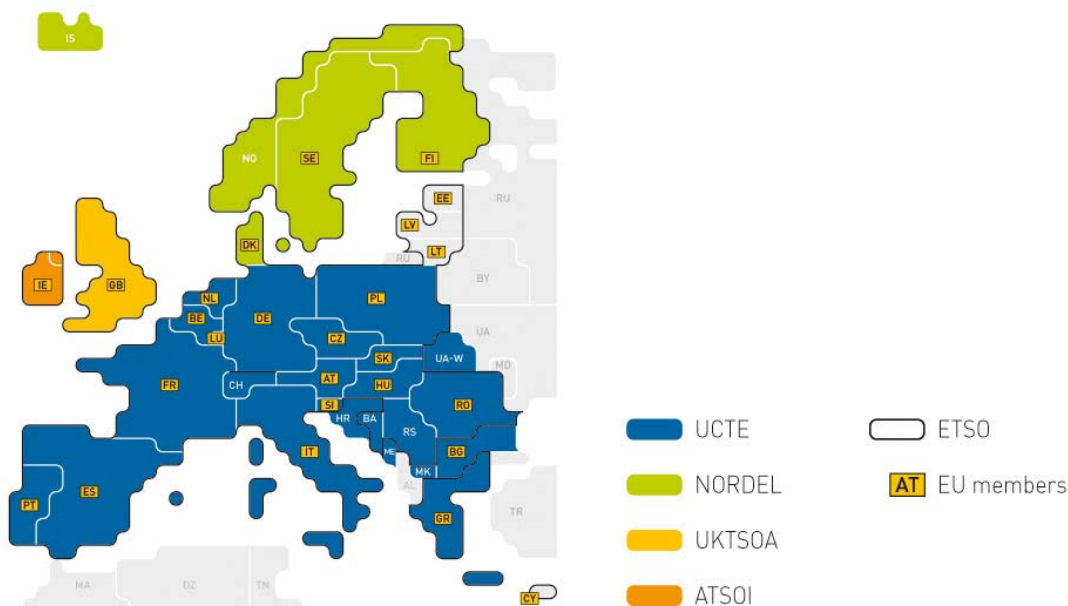 IS
NO
SE
FI
EE
RU
LV
DK
LT
RU
BY
IE
GB
NL
PL
BE
DE
UA
LU
CZ
SK
UA-W
MD
FR
CH
AT
HU
SI
RO
HR
BA
RS
IT
ME
BG
MK
PT
ES
AL
GR
TR
MA
DZ
TN
CY
UCTE
ETSO
NORDEL
AT EU members
UKTSOA
ATSOI